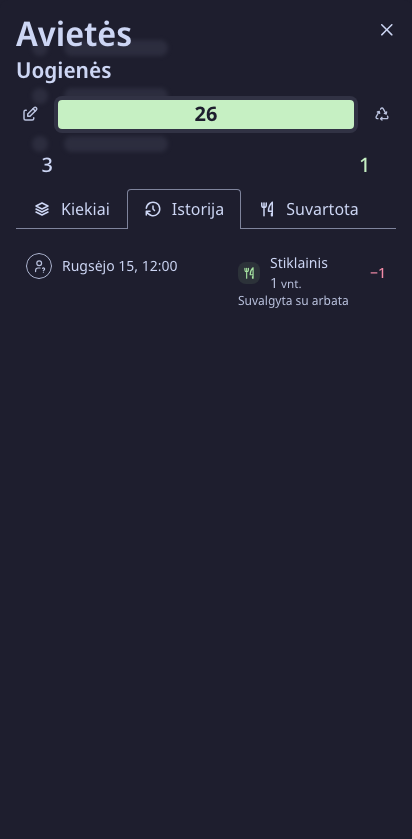 Avietės
Uogienės
26
3 1
Kiekiai Istorija Suvartota
Rugsėjo 15, 12:00
Stiklainis
1 vnt.
−1
Suvalgyta su arbata